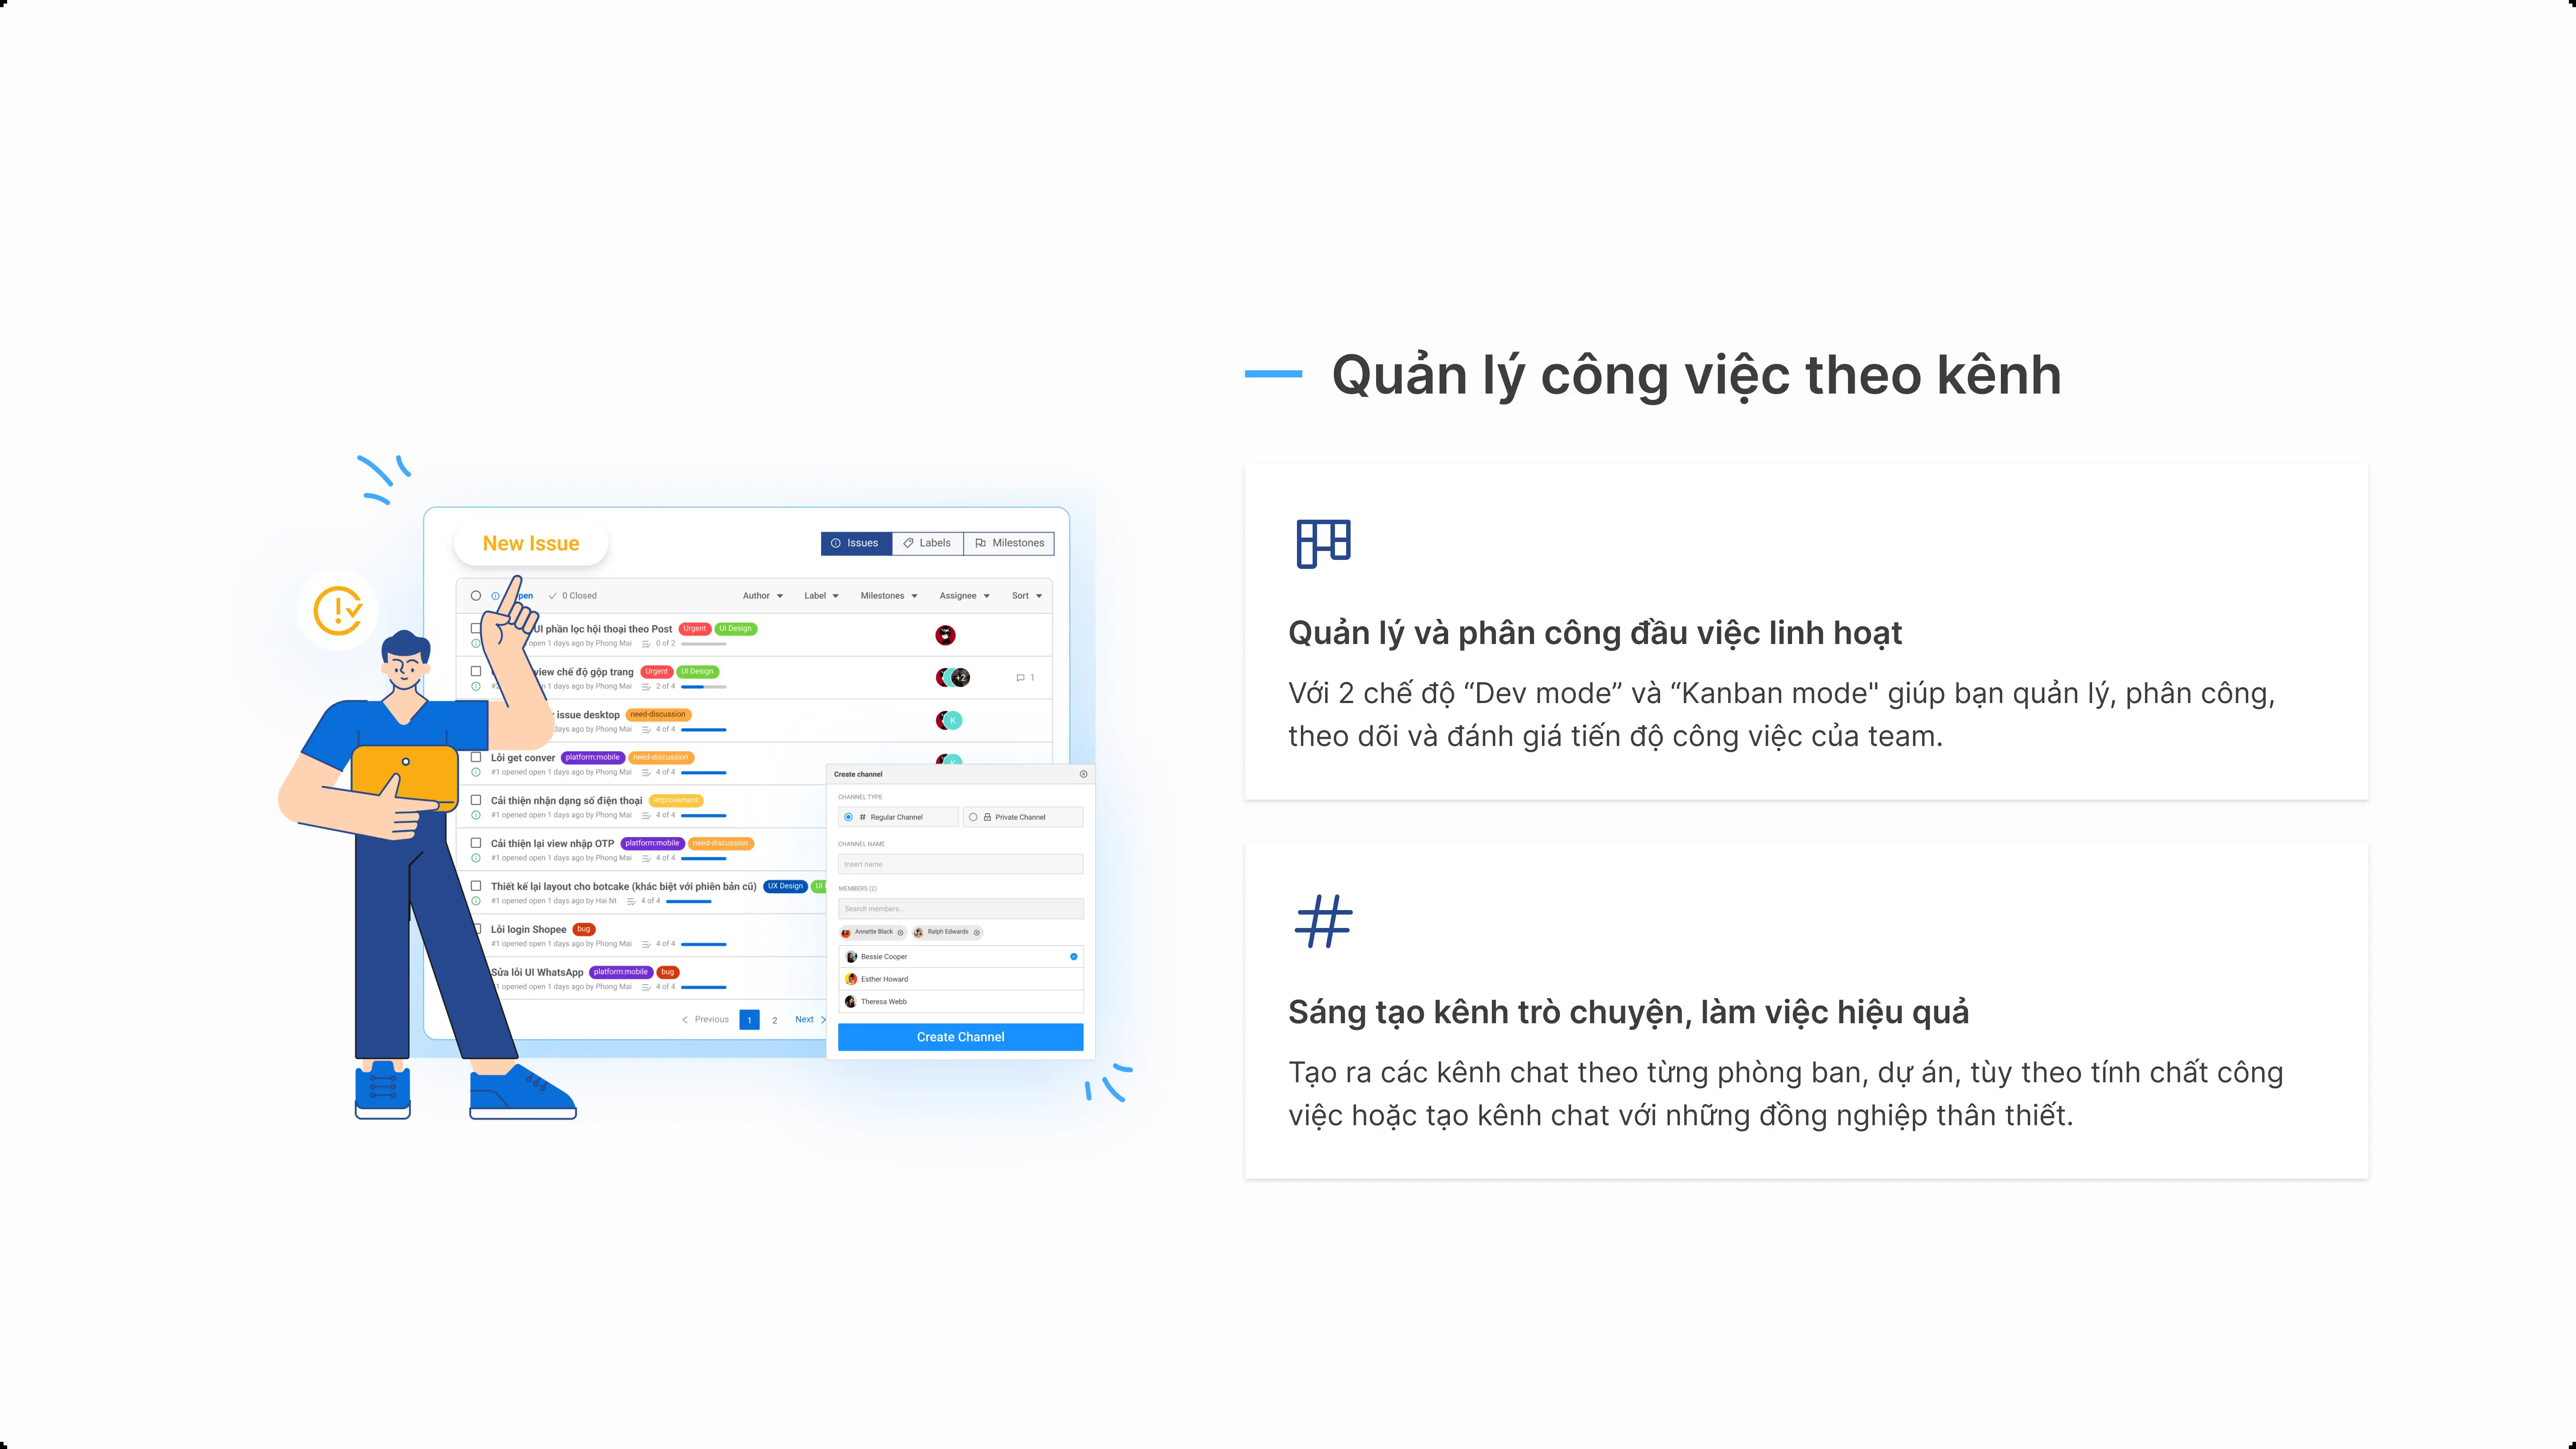 Quản lý công việc theo kênh
Quản lý và phân công đầu việc linh hoạt
Với 2 chế độ “Dev mode” và “Kanban mode" giúp bạn quản lý, phân công,
theo dõi và đánh giá tiến độ công việc của team.
Sáng tạo kênh trò chuyện, làm việc hiệu quả
Tạo ra các kênh chat theo từng phòng ban, dự án, tùy theo tính chất công
việc hoặc tạo kênh chat với những đồng nghiệp thân thiết.
New Issue
Issues Labels Milestones
0 Closed Author Label Milestones Assignee Sort
UI phần lọc hội thoại theo Post Urgent UI Design
open 1 days ago by Phong Mai 0 of 2
view chế độ gộp trang Urgent UI Design
open 1 days ago by Phong Mai 2 of 4 +2 1
issue desktop need-discussion
days ago by Phong Mai 4 of 4 K
Lỗi get conver platform:mobile need-discussion
#1 opened open 1 days ago by Phong Mai 4 of 4
Cải thiện nhận dạng số điện thoại improvement
#1 opened open 1 days ago by Phong Mai 4 of 4
Cải thiện lại view nhập OTP platform:mobile need-discussion
#1 opened open 1 days ago by Phong Mai 4 of 4
Thiết kế lại layout cho botcake (khác biệt với phiên bản cũ) UX Design UI
#1 opened open 1 days ago by Hai Nt 4 of 4
Lỗi login Shopee bug
#1 opened open 1 days ago by Phong Mai 4 of 4
Sửa lỗi UI WhatsApp platform:mobile bug
opened open 1 days ago by Phong Mai 4 of 4
Previous 1 2 Next
Create channel
CHANNEL TYPE
# Regular Channel Private Channel
CHANNEL NAME
Insert name
MEMBERS (2)
Search members...
Annette Black Ralph Edwards
Bessie Cooper
Esther Howard
Theresa Webb
Create Channel